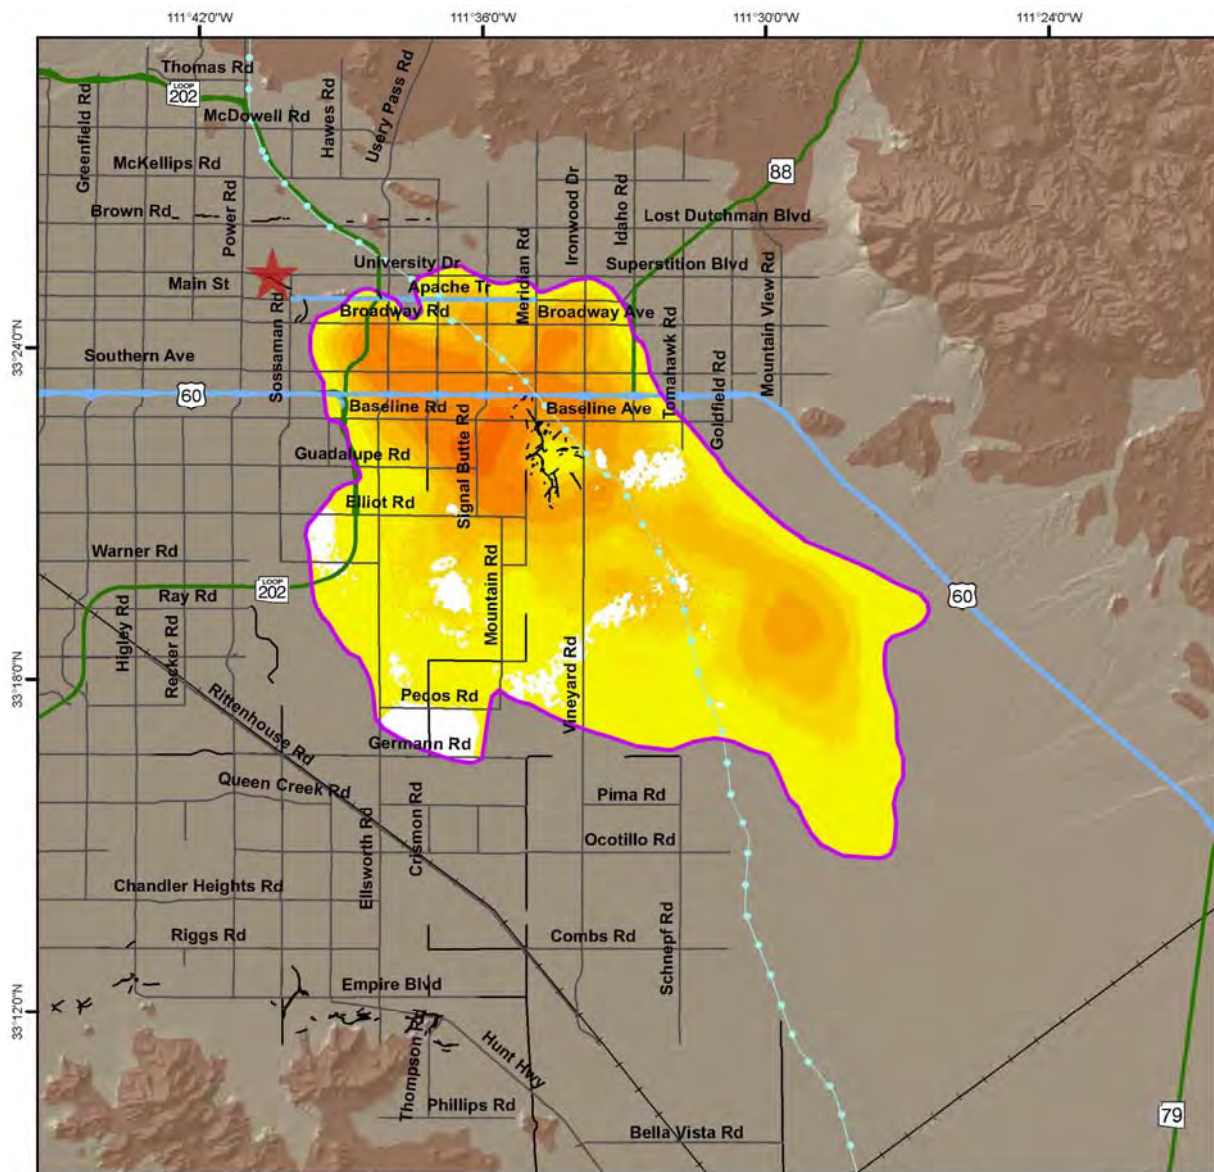 111°42'0"W
111°36'0"W
111°30'0"W
111°24'0"W
Thomas Rd
LOOP
202
McDowell Rd
Greenfield Rd
Hawes Rd
Usery Pass Rd
McKellips Rd
88
Power Rd
Ironwood Dr
Idaho Rd
Brown Rd
Lost Dutchman Blvd
Meridian Rd
University Dr
Superstition Blvd
Mountain View Rd
Main St
Apache Tr
Sossaman Rd
Broadway Rd
Broadway Ave
Tomahawk Rd
33°24'0"N
Southern Ave
Goldfield Rd
60
Baseline Rd
Baseline Ave
Signal Butte Rd
Guadalupe Rd
Elliot Rd
Warner Rd
Mountain Rd
LOOP
202
Ray Rd
60
Higley Rd
Recker Rd
Vineyard Rd
33°18'0"N
Rittenhouse Rd
Pecos Rd
Germann Rd
Queen Creek Rd
Pima Rd
Ellsworth Rd
Crismon Rd
Ocotillo Rd
Chandler Heights Rd
Schnepf Rd
Riggs Rd
Combs Rd
Empire Blvd
33°12'0"N
Thompson Rd
Hunt Hwy
Phillips Rd
79
Bella Vista Rd